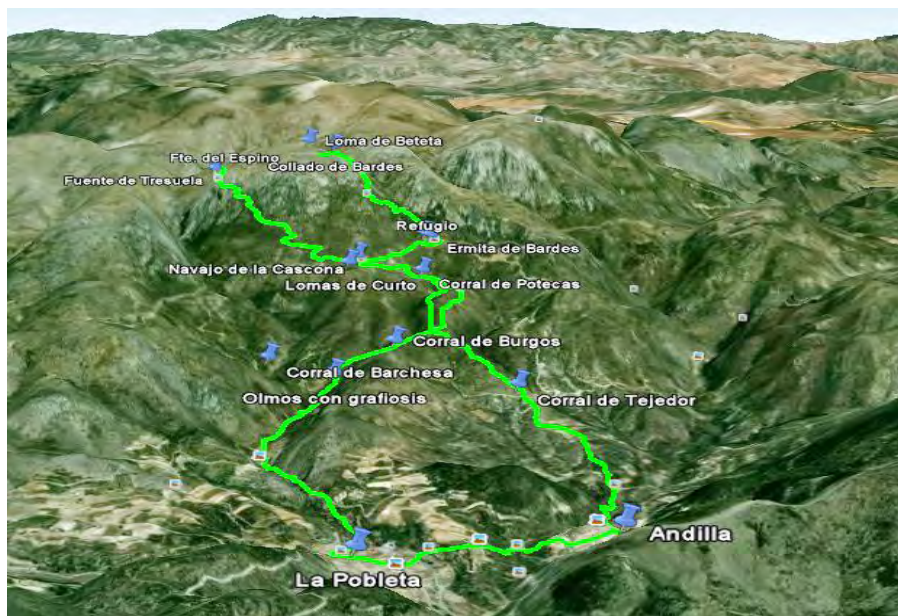 Loma de Beteta
Fte. del Espino
Collado de Bardes
Fuente de Tresuela
Refugio
Ermita de Bardes
Navajo de la Cascona
Lomas de Curto
Corral de Potecas
Corral de Burgos
Corral de Barchesa
Olmos con grafiosis
Corral de Tejedor
Andilla
La Pobleta